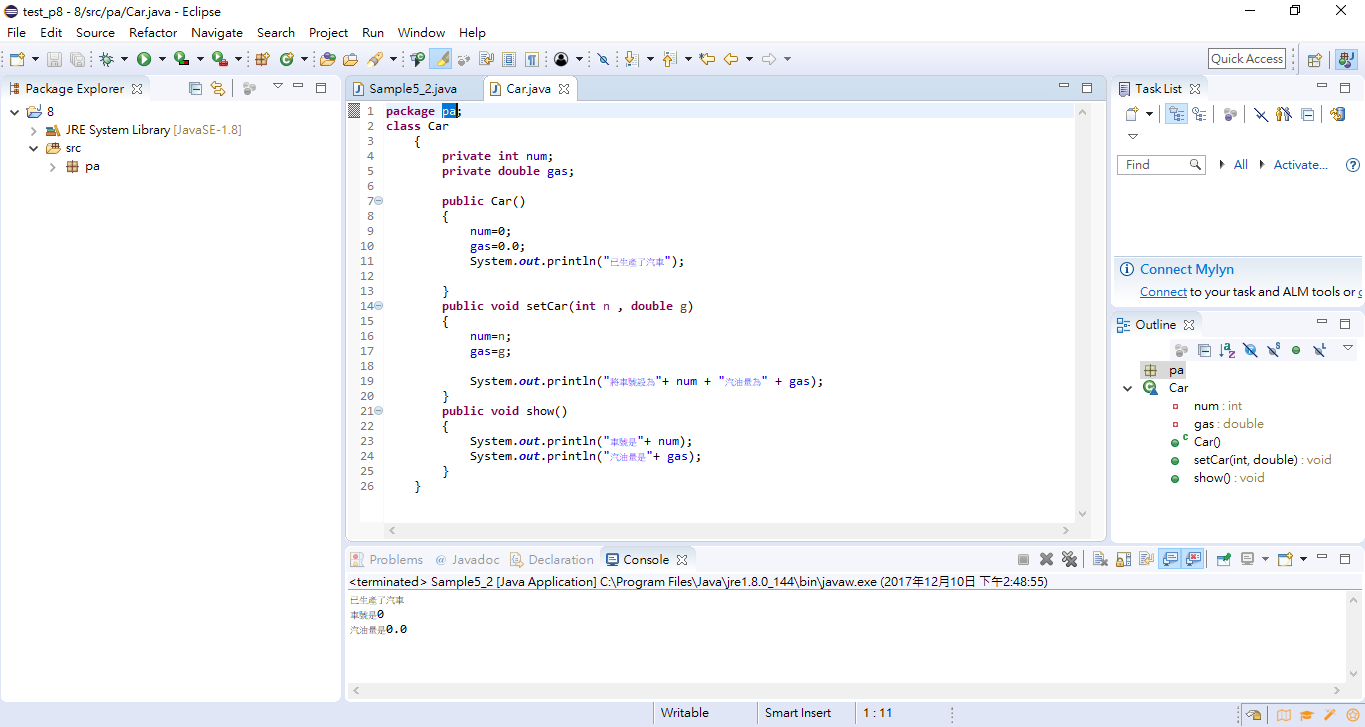 test_p8 - 8/src/pa/Car.java - Eclipse
File Edit Source Refactor Navigate Search Project Run Window Help
Quick Access
Package Explorer
8
JRE System Library [JavaSE-1.8]
src
pa
Sample5_2.java Car.java
1 package pa;
2 class Car
3 {
4 private int num;
5 private double gas;
6
7 public Car()
8 {
9 num=0;
10 gas=0.0;
11 System.out.println("已生產了汽車");
12
13 }
14 public void setCar(int n , double g)
15 {
16 num=n;
17 gas=g;
18
19 System.out.println("將車號設為"+ num + "汽油量為" + gas);
20 }
21 public void show()
22 {
23 System.out.println("車號是"+ num);
24 System.out.println("汽油量是"+ gas);
25 }
26 }
Task List
Find All Activate...
Connect Mylyn
Connect to your task and ALM tools or
Outline
pa
Car
num : int
gas : double
Car()
setCar(int, double) : void
show() : void
Problems @ Javadoc Declaration Console
<terminated> Sample5_2 [Java Application] C:\Program Files\Java\jre1.8.0_144\bin\javaw.exe (2017年12月10日 下午2:48:55)
已生產了汽車
車號是0
汽油量是0.0
Writable Smart Insert 1 : 11